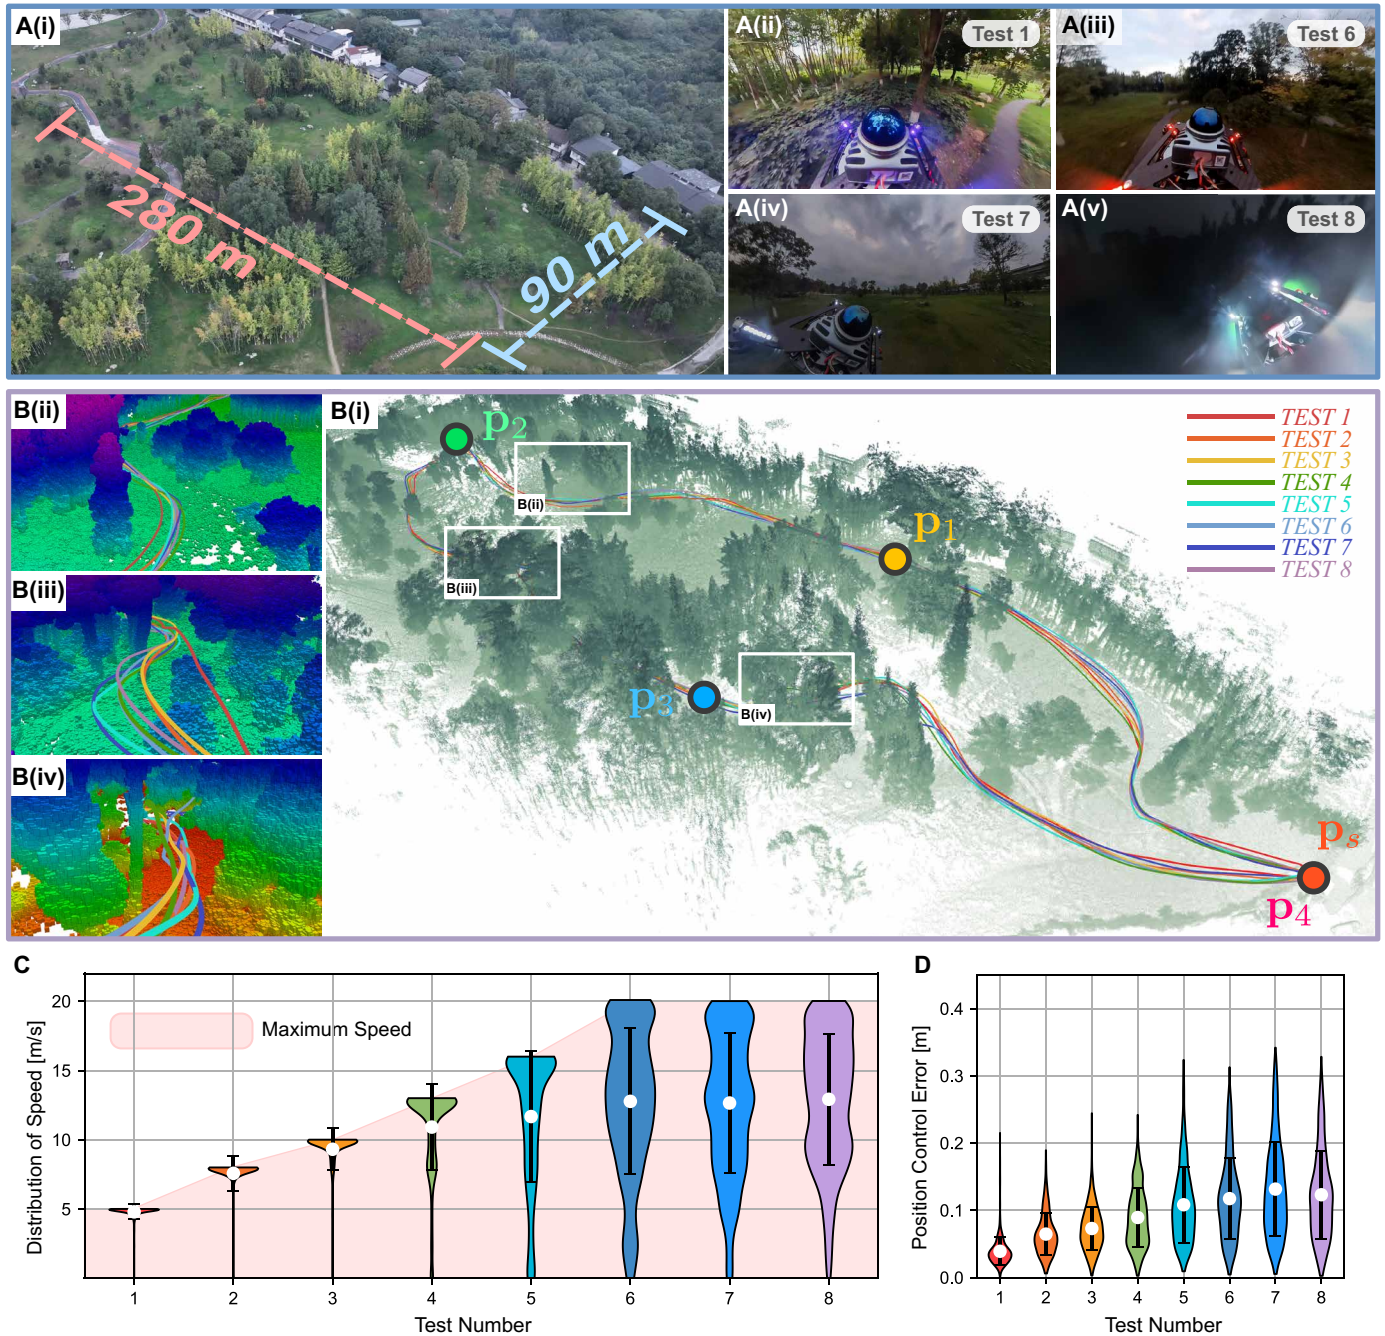 A(i)
280 m
90 m
A(ii)
Test 1
A(iii)
Test 6
A(iv)
Test 7
A(v)
Test 8
B(ii)
B(iii)
B(iv)
B(i)
p2
B(ii)
p1
B(iii)
p3
B(iv)
ps
p4
TEST 1
TEST 2
TEST 3
TEST 4
TEST 5
TEST 6
TEST 7
TEST 8
C
Distribution of Speed [m/s]
20
15
10
5
Maximum Speed
1 2 3 4 5 6 7 8
Test Number
D
Position Control Error [m]
0.4
0.3
0.2
0.1
0.0
1 2 3 4 5 6 7 8
Test Number